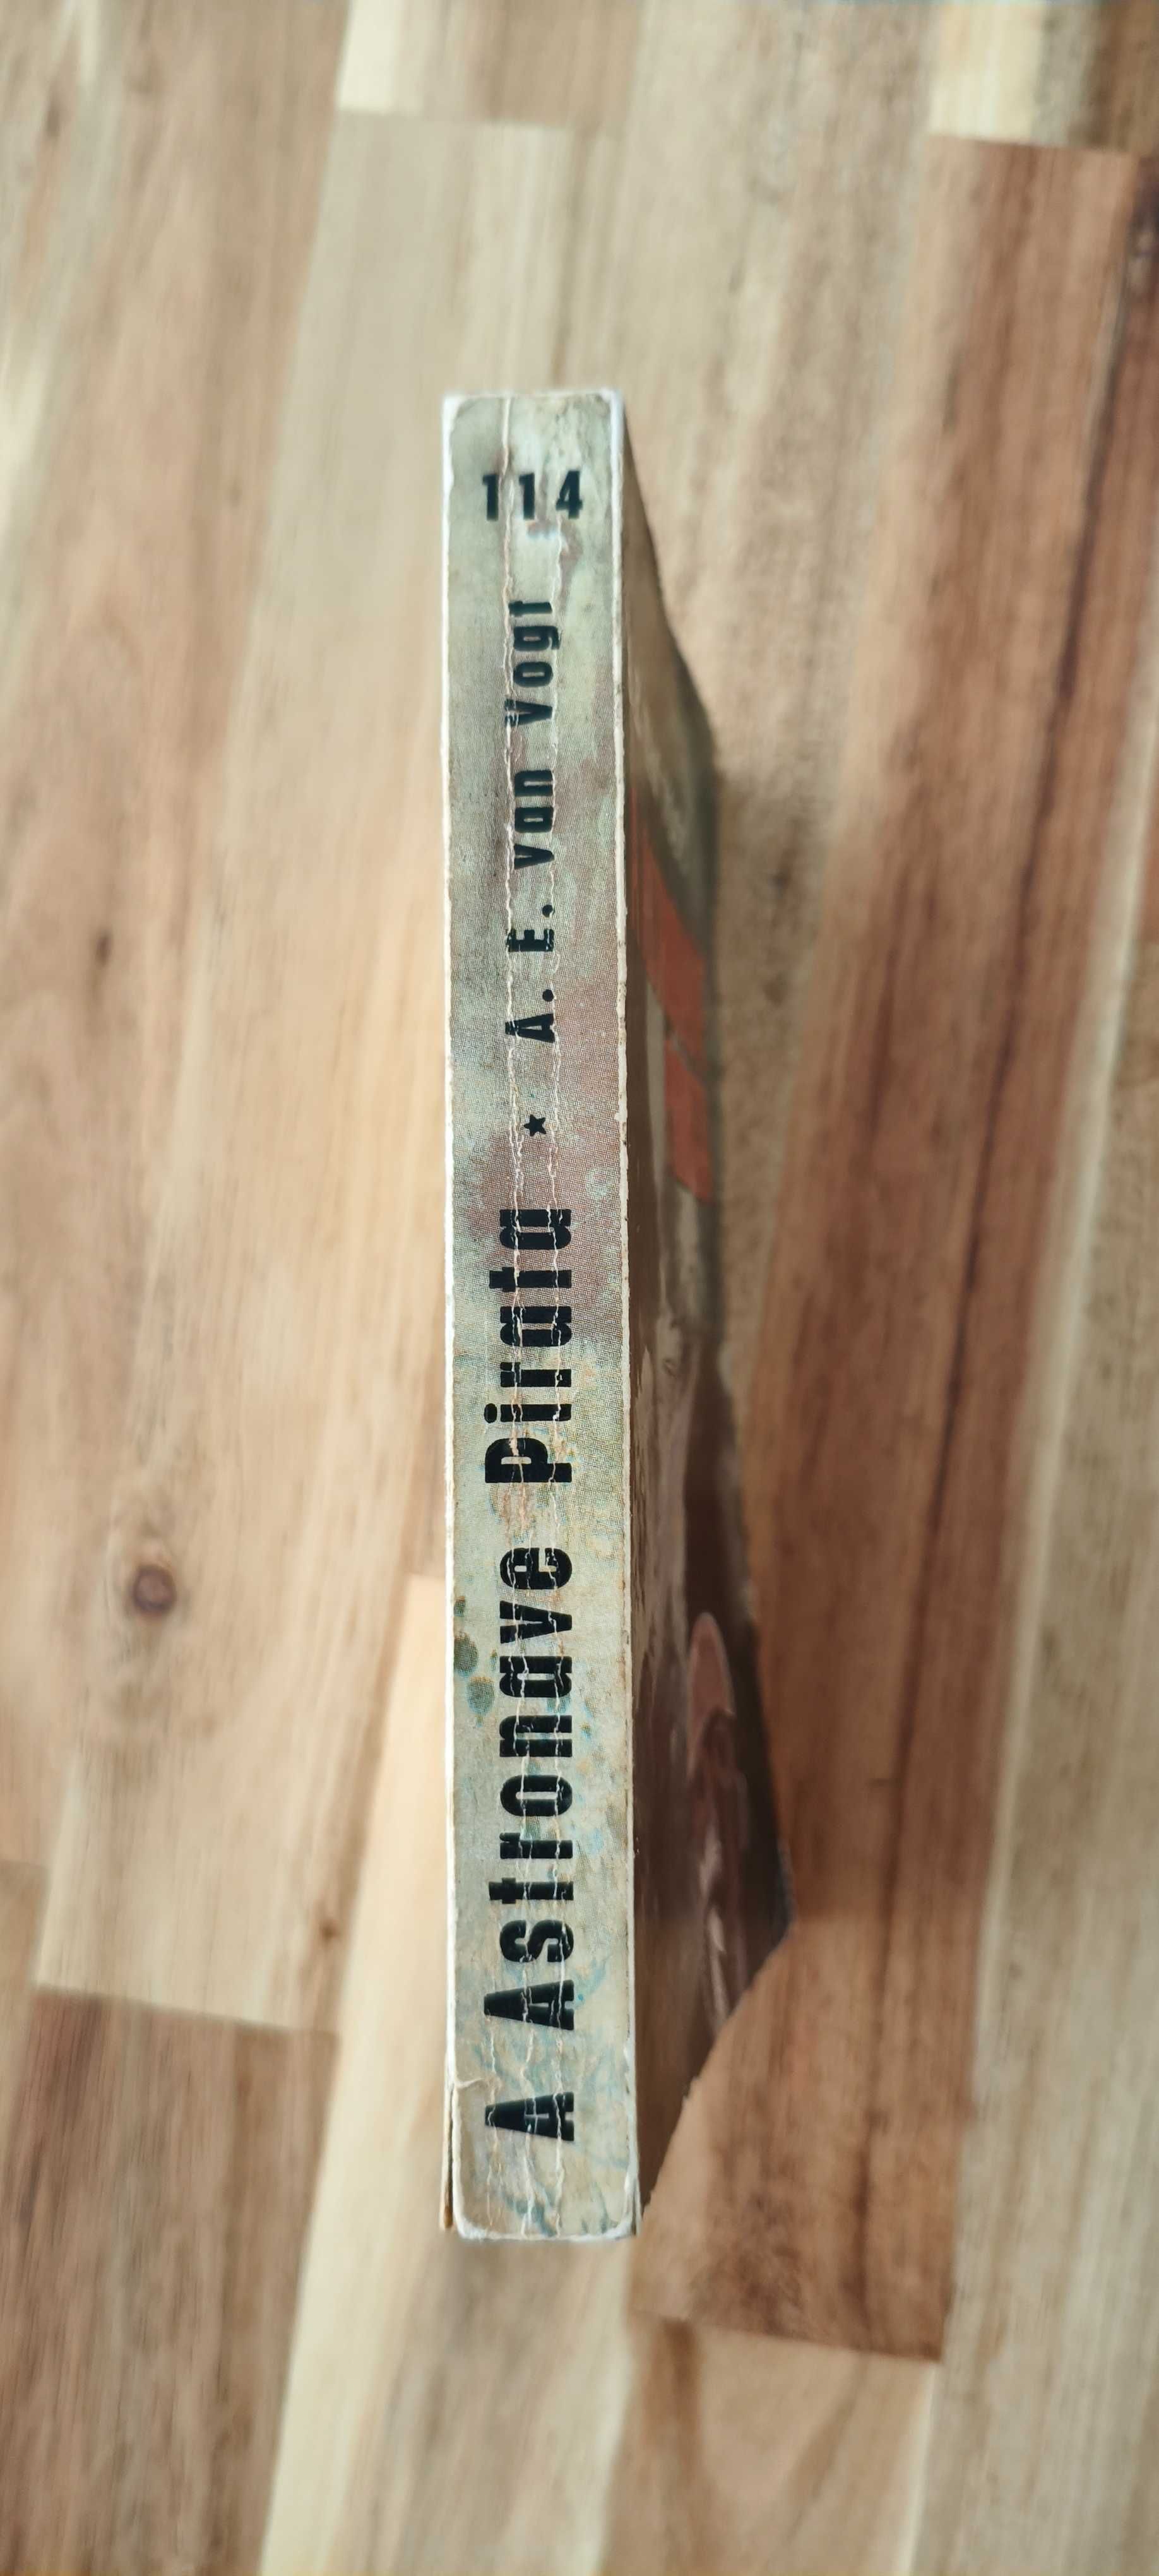 114
A Astronave Pirata ★ A. E. van Vogt